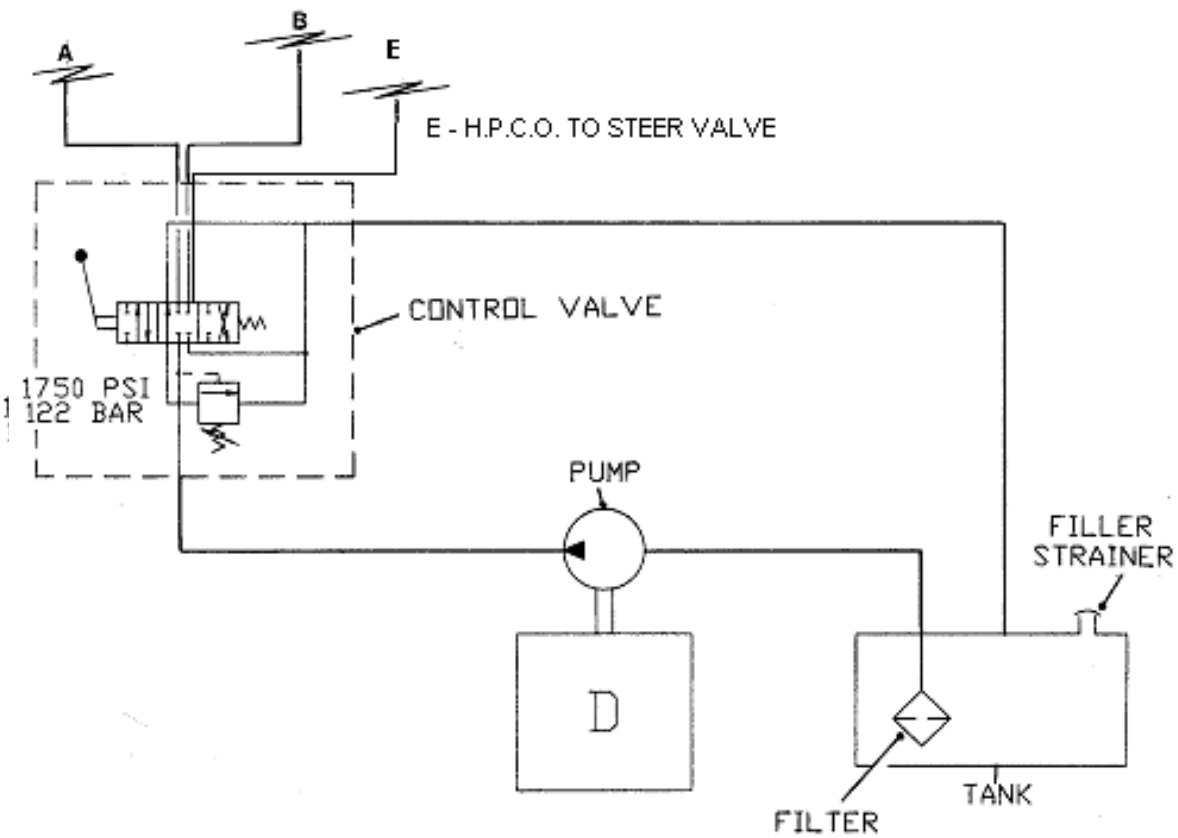 A
B
E
E - H.P.C.O. TO STEER VALVE
CONTROL VALVE
1750 PSI
122 BAR
PUMP
FILLER
STRAINER
D
TANK
FILTER